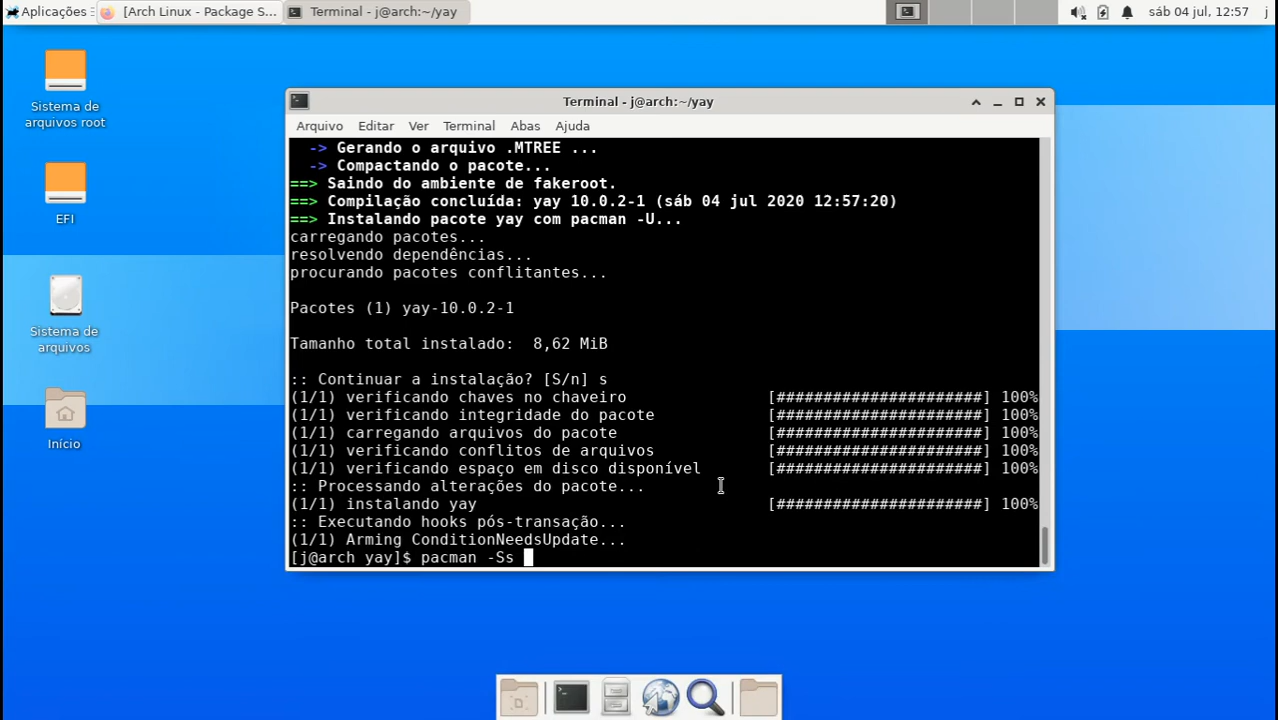 Aplicações
[Arch Linux - Package S...
Terminal - j@arch:~/yay
sáb 04 jul, 12:57
j
Sistema de
arquivos root
EFI
Sistema de
arquivos
Início
Terminal - j@arch:~/yay
Arquivo Editar Ver Terminal Abas Ajuda
-> Gerando o arquivo .MTREE ...
-> Compactando o pacote...
==> Saindo do ambiente de fakeroot.
==> Compilação concluída: yay 10.0.2-1 (sáb 04 jul 2020 12:57:20)
==> Instalando pacote yay com pacman -U...
carregando pacotes...
resolvendo dependências...
procurando pacotes conflitantes...
Pacotes (1) yay-10.0.2-1
Tamanho total instalado:  8,62 MiB
:: Continuar a instalação? [S/n] s
(1/1) verificando chaves no chaveiro [######################] 100%
(1/1) verificando integridade do pacote [######################] 100%
(1/1) carregando arquivos do pacote [######################] 100%
(1/1) verificando conflitos de arquivos [######################] 100%
(1/1) verificando espaço em disco disponível [######################] 100%
:: Processando alterações do pacote...
(1/1) instalando yay [######################] 100%
:: Executando hooks pós-transação...
(1/1) Arming ConditionNeedsUpdate...
[j@arch yay]$ pacman -Ss